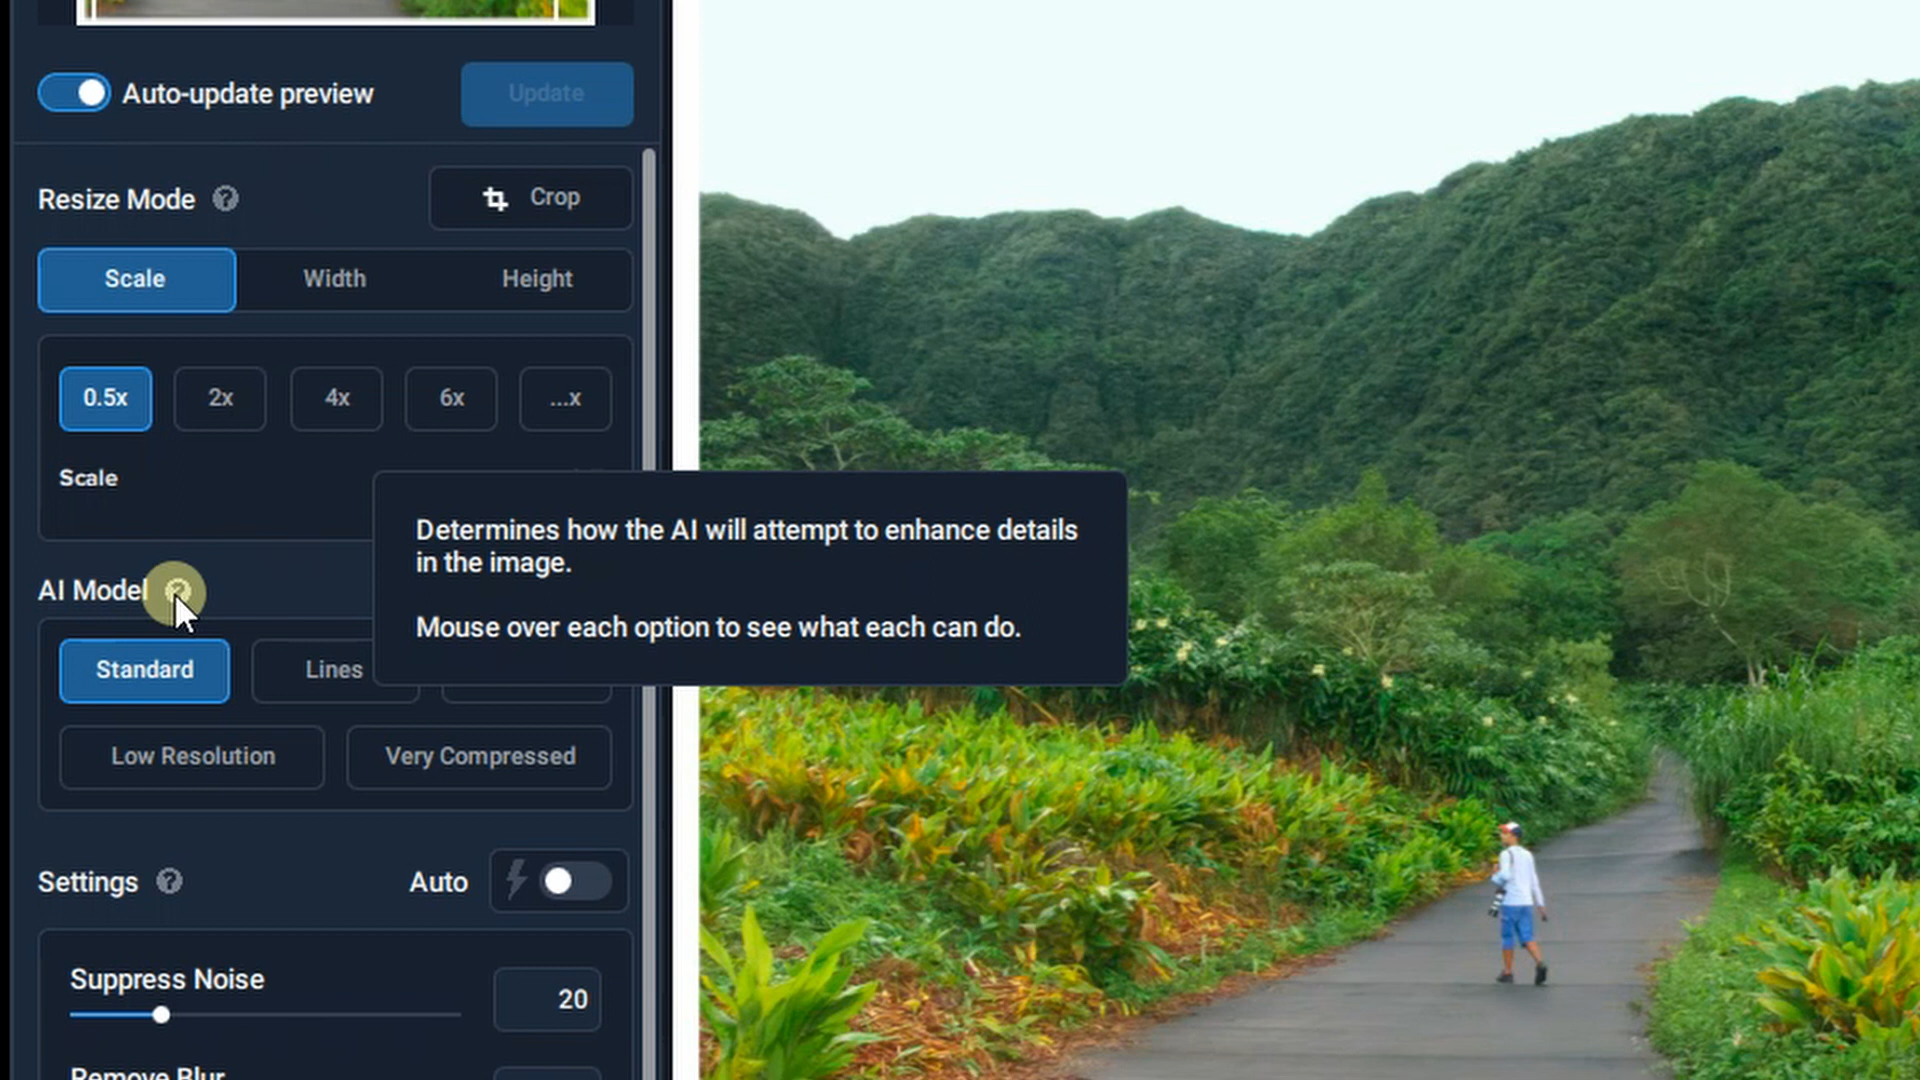 Auto-update preview
Update
Resize Mode
Crop
Scale Width Height
0.5x 2x 4x 6x ...x
Scale
Determines how the AI will attempt to enhance details
in the image.
Mouse over each option to see what each can do.
AI Model
Standard Lines
Low Resolution Very Compressed
Settings Auto
Suppress Noise
20
Remove Blur